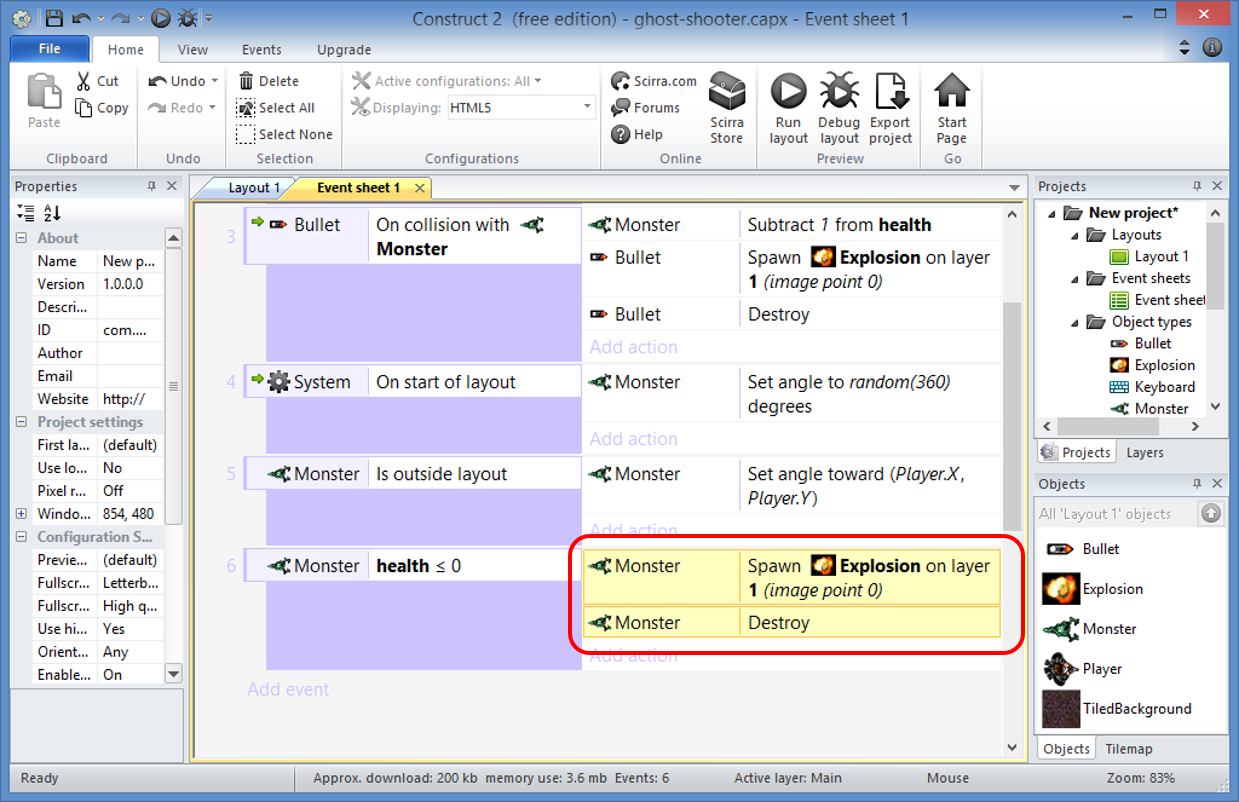 Construct 2 (free edition) - ghost-shooter.capx - Event sheet 1
File Home View Events Upgrade
Paste
Cut
Copy
Clipboard
Undo
Redo
Undo
Delete
Select All
Select None
Selection
Active configurations: All
Displaying: HTML5
Configurations
Scirra.com
Forums
Help
Scirra
Store
Online
Run
layout
Debug
layout
Export
project
Preview
Start
Page
Go
Properties
About
Name New p...
Version 1.0.0.0
Descri...
ID com....
Author
Email
Website http://
Project settings
First la... (default)
Use lo... No
Pixel r... Off
Windo... 854, 480
Configuration S...
Previe... (default)
Fullscr... Letterb...
Fullscr... High q...
Use hi... Yes
Orient... Any
Enable... On
Layout 1 Event sheet 1
3 Bullet On collision with
Monster
Monster Subtract 1 from health
Bullet Spawn Explosion on layer
1 (image point 0)
Bullet Destroy
Add action
4 System On start of layout
Monster Set angle to random(360)
degrees
Add action
5 Monster Is outside layout
Monster Set angle toward (Player.X,
Player.Y)
Add action
6 Monster health ≤ 0
Monster Spawn Explosion on layer
1 (image point 0)
Monster Destroy
Add action
Add event
Projects
New project*
Layouts
Layout 1
Event sheets
Event sheet
Object types
Bullet
Explosion
Keyboard
Monster
Projects Layers
Objects
All 'Layout 1' objects
Bullet
Explosion
Monster
Player
TiledBackground
Objects Tilemap
Ready Approx. download: 200 kb memory use: 3.6 mb Events: 6 Active layer: Main Mouse Zoom: 83%